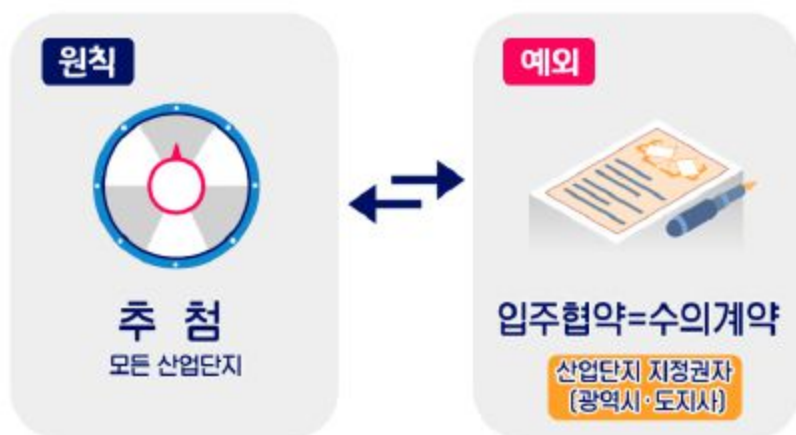 원칙
추 첨
모든 산업단지
예외
입주협약=수의계약
산업단지 지정권자
(광역시·도지사)